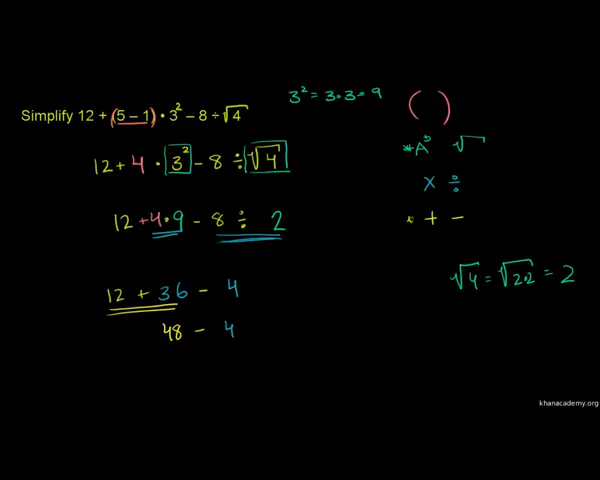 3² = 3·3 = 9
Simplify 12 + (5 – 1) • 3² – 8 ÷ √4
( )
*Aᵇ √
12 + 4 · 3² – 8 ÷ √4
× ÷
12 + 4·9 – 8 ÷ 2
* + –
√4 = √2·2 = 2
12 + 36 – 4
48 – 4
khanacademy.org